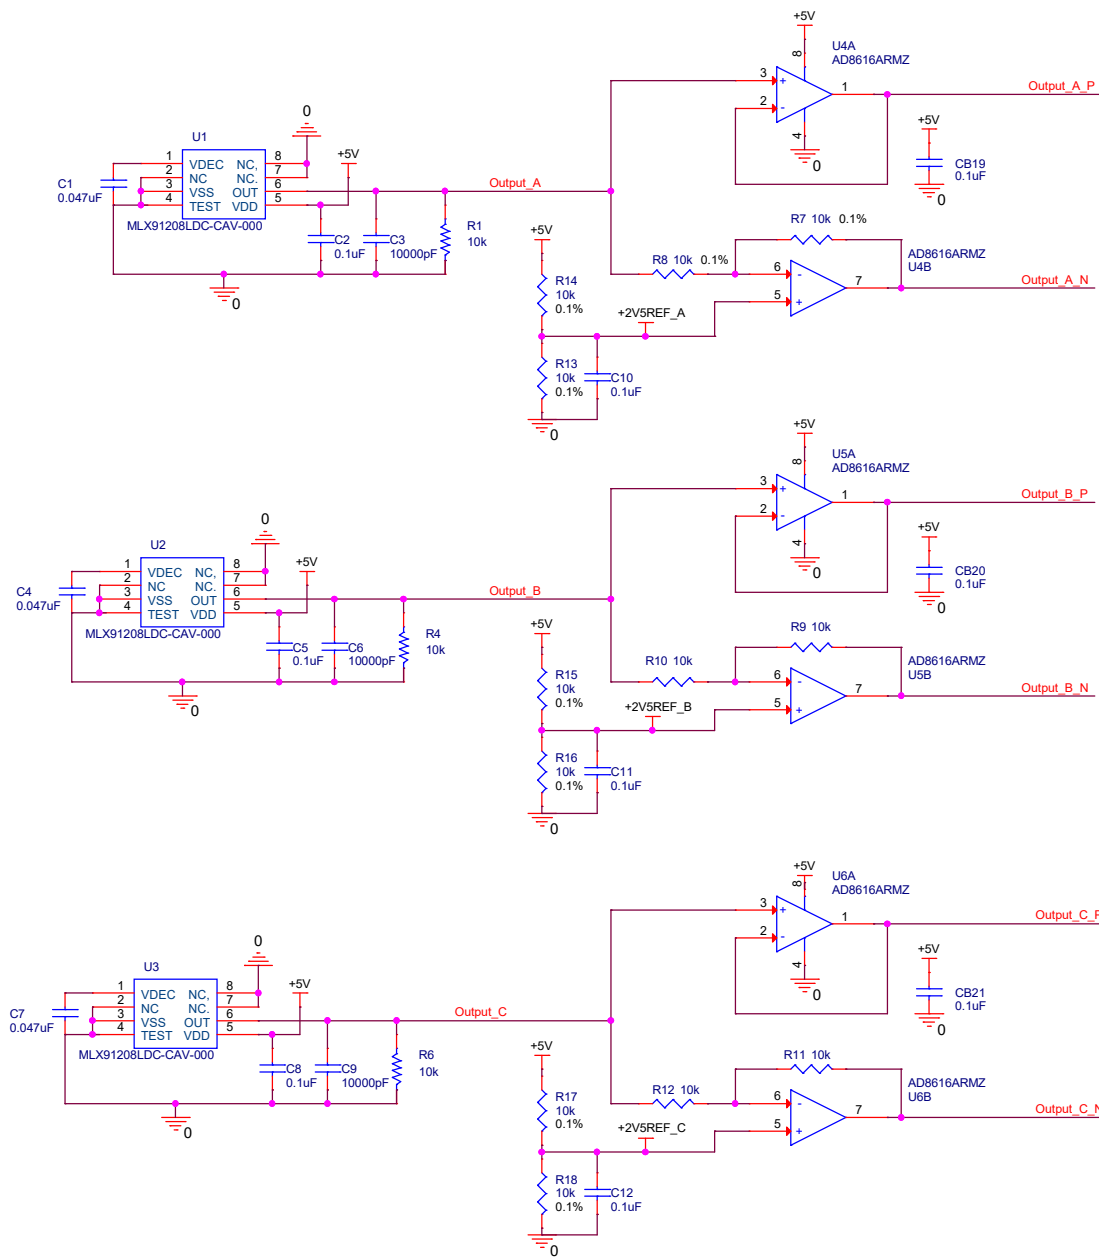 +5V
U4A
AD8616ARMZ
8
3 + 1
Output_A_P
2 -
4
0
+5V
CB19
0.1uF
0
0
U1
1 VDEC NC, 8
2 NC NC. 7
3 VSS OUT 6
4 TEST VDD 5
MLX91208LDC-CAV-000
+5V
C1
0.047uF
Output_A
C2
0.1uF
C3
10000pF
R1
10k
0
+5V
R14
10k
0.1%
R8 10k 0.1%
R7 10k 0.1%
AD8616ARMZ
U4B
6 - 7
5 +
Output_A_N
+2V5REF_A
R13
10k
0.1%
C10
0.1uF
0
+5V
U5A
AD8616ARMZ
8
3 + 1
Output_B_P
2 -
4
0
+5V
CB20
0.1uF
0
0
U2
1 VDEC NC, 8
2 NC NC. 7
3 VSS OUT 6
4 TEST VDD 5
MLX91208LDC-CAV-000
+5V
C4
0.047uF
Output_B
C5
0.1uF
C6
10000pF
R4
10k
0
+5V
R15
10k
0.1%
R10 10k
R9 10k
AD8616ARMZ
U5B
6 - 7
5 +
Output_B_N
+2V5REF_B
R16
10k
0.1%
C11
0.1uF
0
+5V
U6A
AD8616ARMZ
8
3 + 1
Output_C_P
2 -
4
0
+5V
CB21
0.1uF
0
0
U3
1 VDEC NC, 8
2 NC NC. 7
3 VSS OUT 6
4 TEST VDD 5
MLX91208LDC-CAV-000
+5V
C7
0.047uF
Output_C
C8
0.1uF
C9
10000pF
R6
10k
0
+5V
R17
10k
0.1%
R12 10k
R11 10k
AD8616ARMZ
U6B
6 - 7
5 +
Output_C_N
+2V5REF_C
R18
10k
0.1%
C12
0.1uF
0